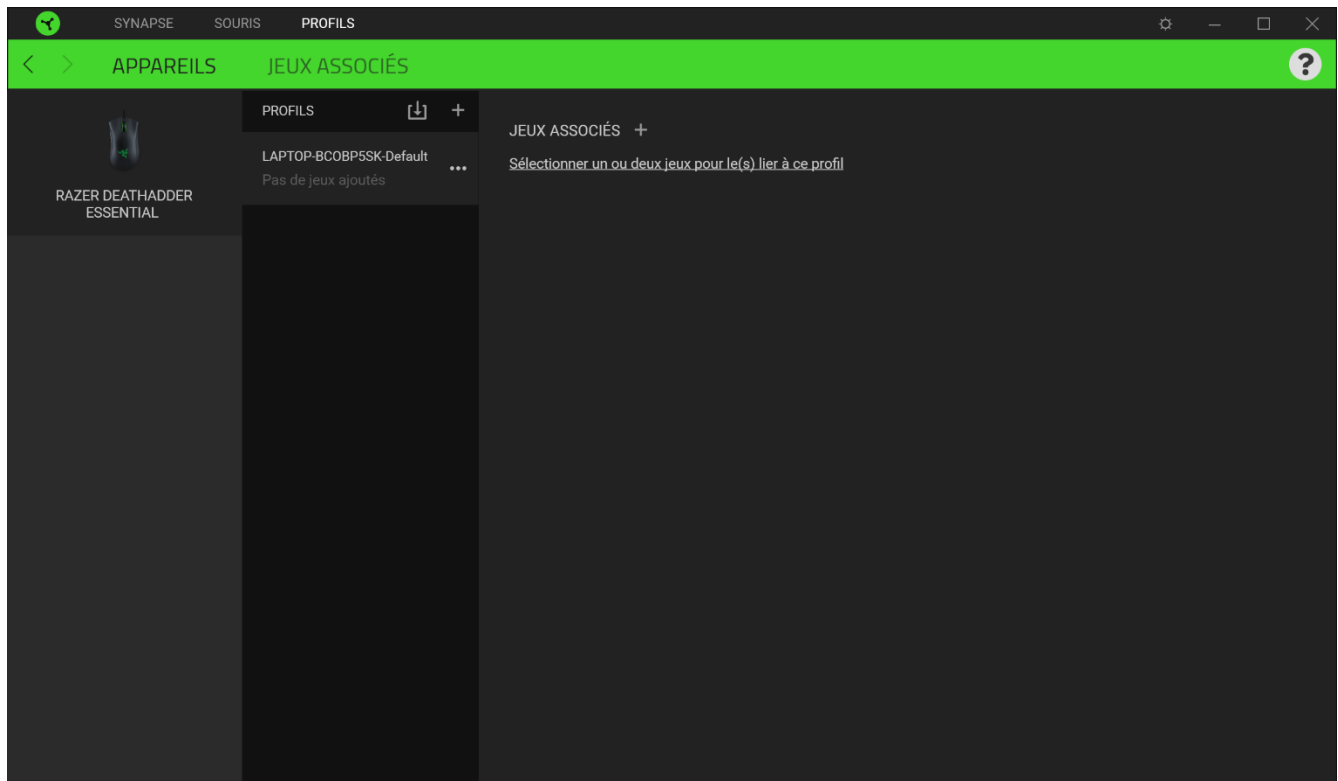 SYNAPSE SOURIS PROFILS
APPAREILS JEUX ASSOCIÉS
?
RAZER DEATHADDER
ESSENTIAL
PROFILS
LAPTOP-BCOBP5SK-Default
Pas de jeux ajoutés
JEUX ASSOCIÉS +
Sélectionner un ou deux jeux pour le(s) lier à ce profil